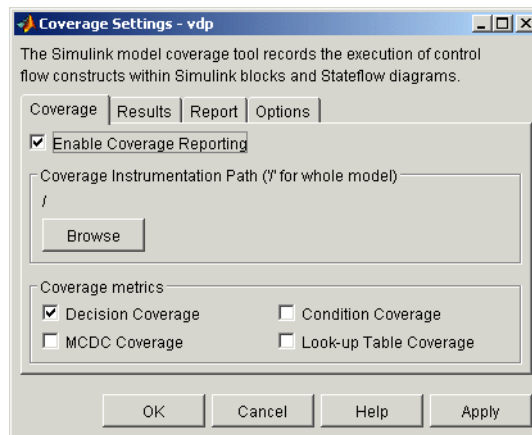 Coverage Settings - vdp
The Simulink model coverage tool records the execution of control
flow constructs within Simulink blocks and Stateflow diagrams.
Coverage Results Report Options
Enable Coverage Reporting
Coverage Instrumentation Path ('/' for whole model)
/
Browse
Coverage metrics
Decision Coverage Condition Coverage
MCDC Coverage Look-up Table Coverage
OK Cancel Help Apply